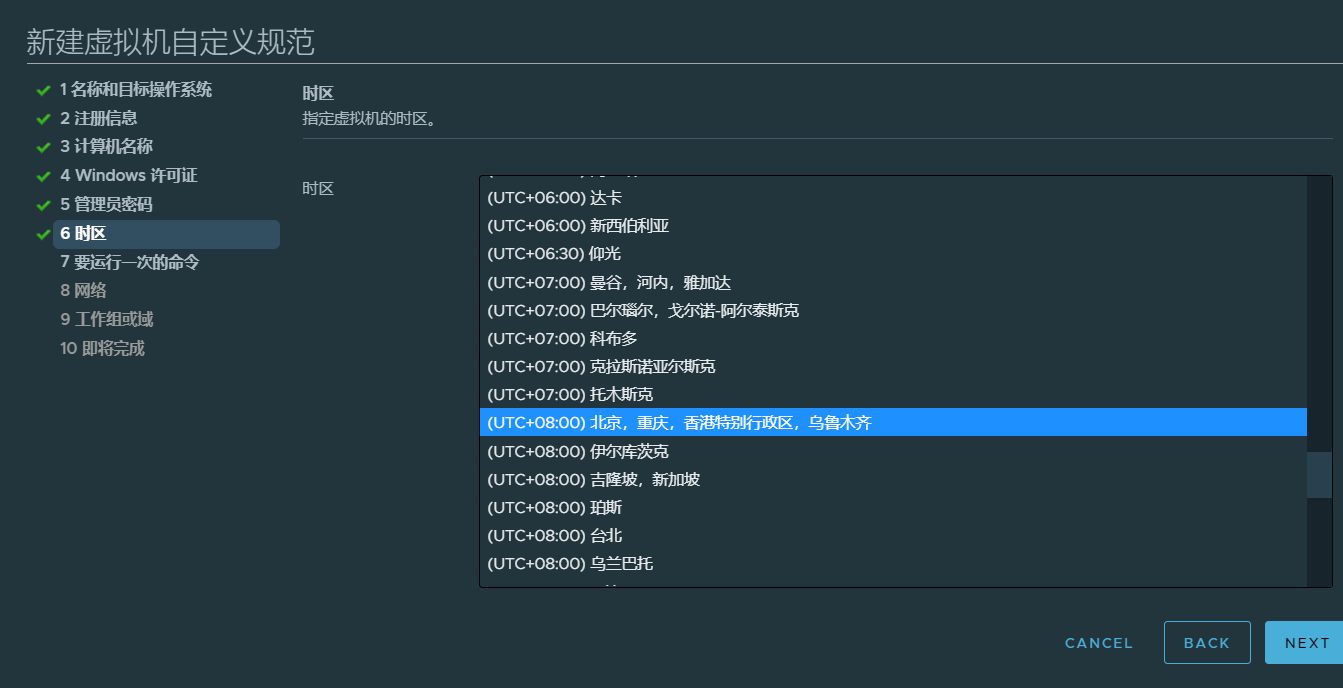 新建虚拟机自定义规范
1 名称和目标操作系统
2 注册信息
3 计算机名称
4 Windows 许可证
5 管理员密码
6 时区
7 要运行一次的命令
8 网络
9 工作组或域
10 即将完成
时区
指定虚拟机的时区。
时区
(UTC+06:00) 达卡
(UTC+06:00) 新西伯利亚
(UTC+06:30) 仰光
(UTC+07:00) 曼谷，河内，雅加达
(UTC+07:00) 巴尔瑙尔，戈尔诺-阿尔泰斯克
(UTC+07:00) 科布多
(UTC+07:00) 克拉斯诺亚尔斯克
(UTC+07:00) 托木斯克
(UTC+08:00) 北京，重庆，香港特别行政区，乌鲁木齐
(UTC+08:00) 伊尔库茨克
(UTC+08:00) 吉隆坡，新加坡
(UTC+08:00) 珀斯
(UTC+08:00) 台北
(UTC+08:00) 乌兰巴托
CANCEL
BACK
NEXT